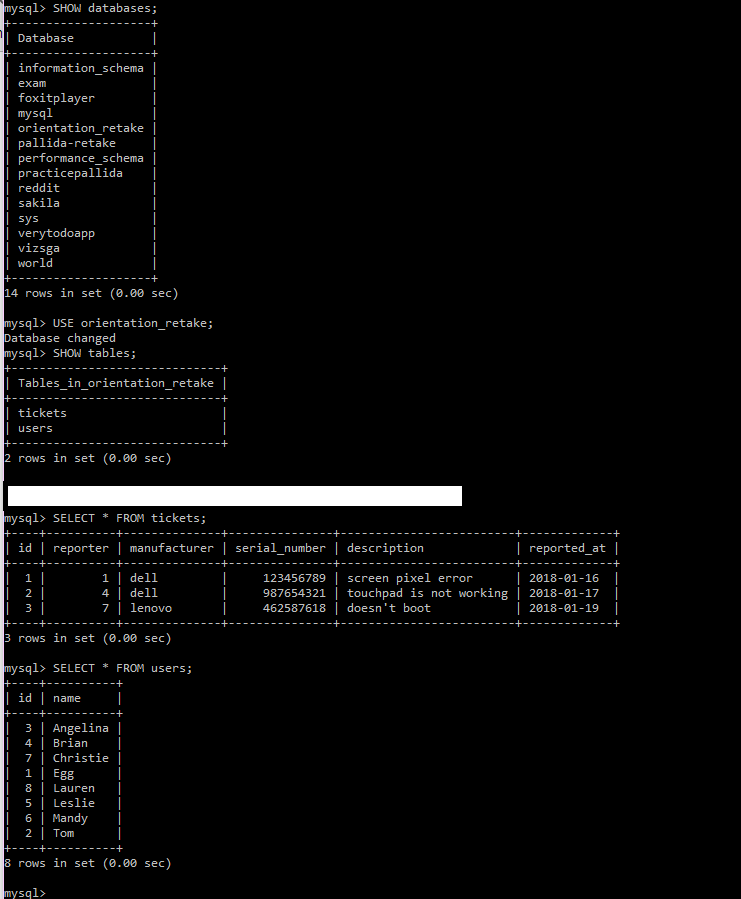 mysql> SHOW databases;
+--------------------+
| Database           |
+--------------------+
| information_schema |
| exam               |
| foxitplayer        |
| mysql              |
| orientation_retake |
| pallida-retake     |
| performance_schema |
| practicepallida    |
| reddit             |
| sakila             |
| sys                |
| verytodoapp        |
| vizsga             |
| world              |
+--------------------+
14 rows in set (0.00 sec)

mysql> USE orientation_retake;
Database changed
mysql> SHOW tables;
+------------------------------+
| Tables_in_orientation_retake |
+------------------------------+
| tickets                      |
| users                        |
+------------------------------+
2 rows in set (0.00 sec)

mysql> SELECT * FROM tickets;
+----+----------+--------------+---------------+-------------------------+-------------+
| id | reporter | manufacturer | serial_number | description             | reported_at |
+----+----------+--------------+---------------+-------------------------+-------------+
|  1 |        1 | dell         |     123456789 | screen pixel error      | 2018-01-16  |
|  2 |        4 | dell         |     987654321 | touchpad is not working | 2018-01-17  |
|  3 |        7 | lenovo       |     462587618 | doesn't boot            | 2018-01-19  |
+----+----------+--------------+---------------+-------------------------+-------------+
3 rows in set (0.00 sec)

mysql> SELECT * FROM users;
+----+----------+
| id | name     |
+----+----------+
|  3 | Angelina |
|  4 | Brian    |
|  7 | Christie |
|  1 | Egg      |
|  8 | Lauren   |
|  5 | Leslie   |
|  6 | Mandy    |
|  2 | Tom      |
+----+----------+
8 rows in set (0.00 sec)

mysql>